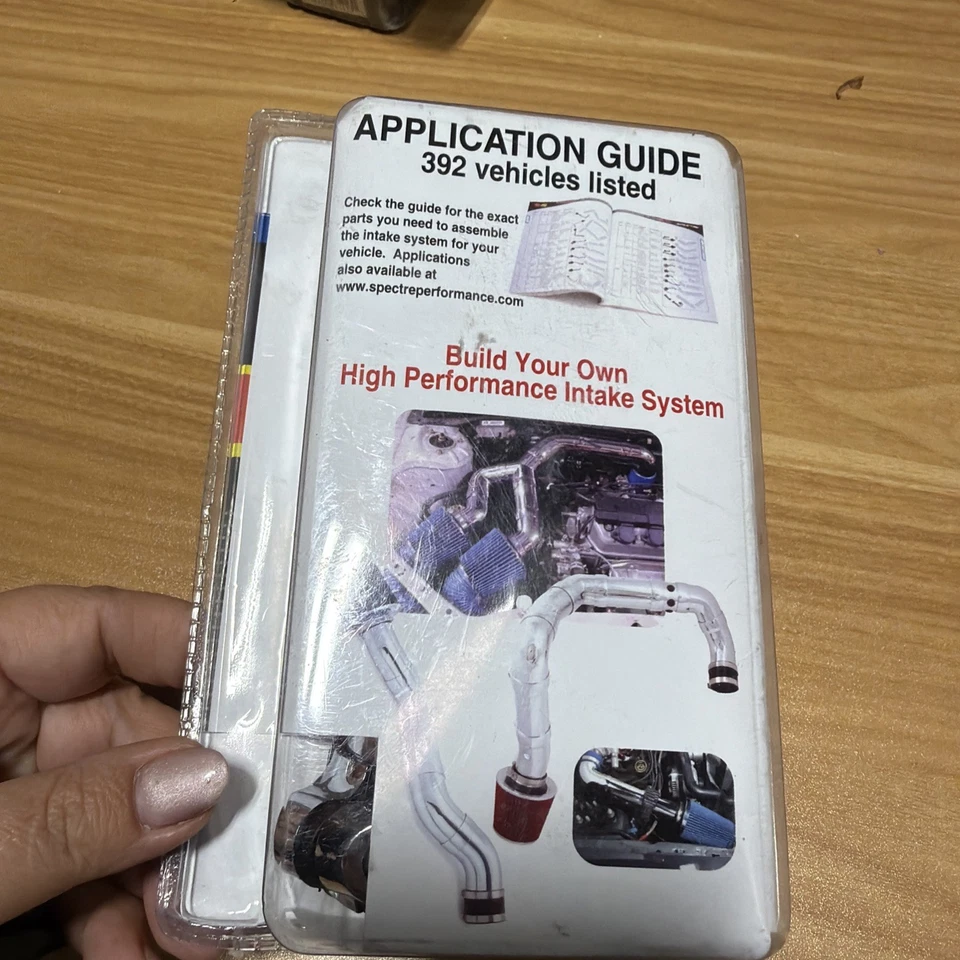 APPLICATION GUIDE
392 vehicles listed
Check the guide for the exact
parts you need to assemble
the intake system for your
vehicle. Applications
also available at
www.spectreperformance.com
Build Your Own
High Performance Intake System